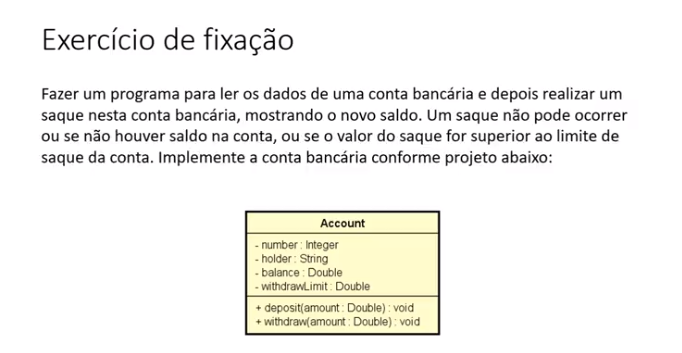 Exercício de fixação
Fazer um programa para ler os dados de uma conta bancária e depois realizar um
saque nesta conta bancária, mostrando o novo saldo. Um saque não pode ocorrer
ou se não houver saldo na conta, ou se o valor do saque for superior ao limite de
saque da conta. Implemente a conta bancária conforme projeto abaixo:
Account
- number : Integer
- holder : String
- balance : Double
- withdrawLimit : Double
+ deposit(amount : Double) : void
+ withdraw(amount : Double) : void